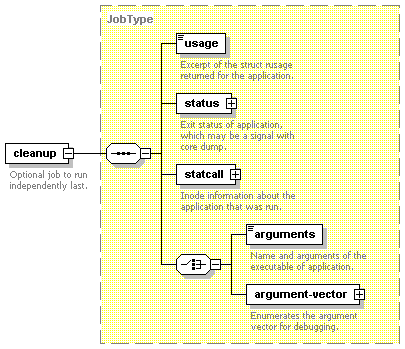 JobType
usage
Excerpt of the struct rusage
returned for the application.
status
Exit status of application,
which may be a signal with
core dump.
cleanup
Optional job to run
independently last.
statcall
Inode information about the
application that was run.
arguments
Name and arguments of the
executable of application.
argument-vector
Enumerates the argument
vector for debugging.